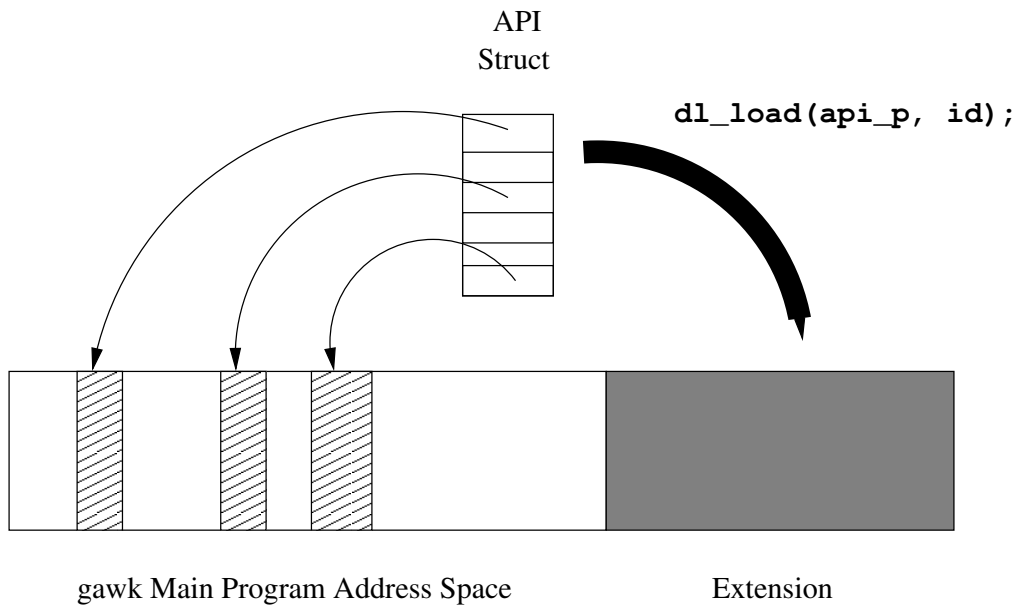 API
Struct
dl_load(api_p, id);
gawk Main Program Address Space
Extension